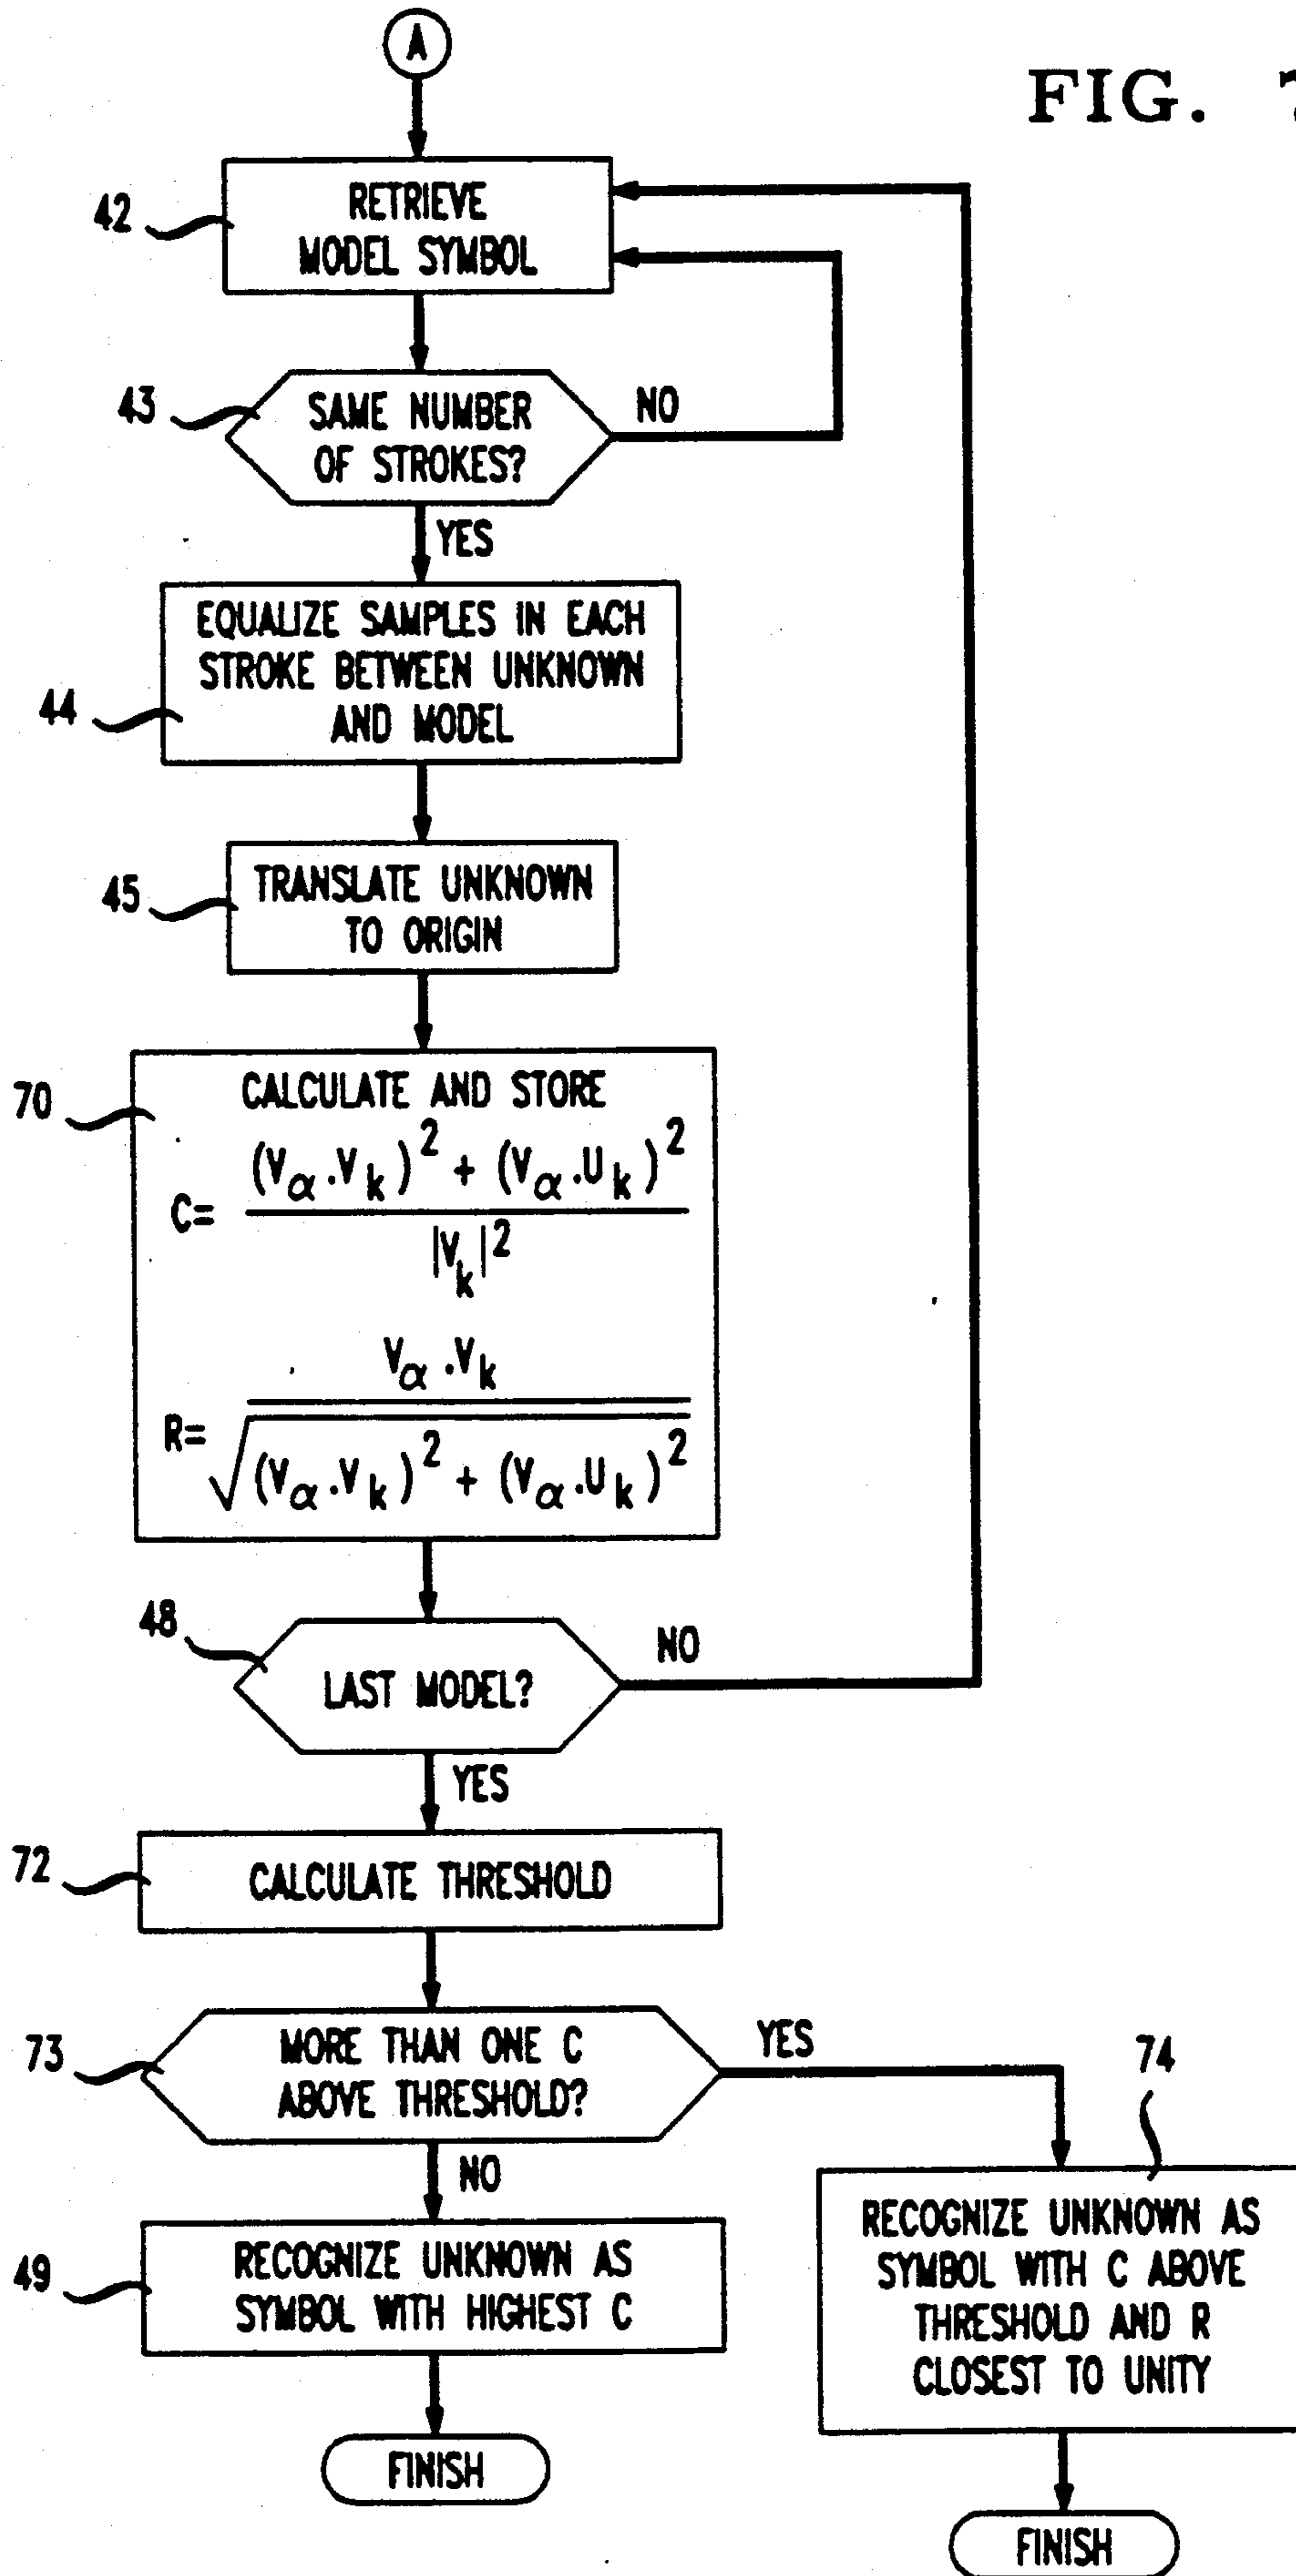 A
FIG.
42
RETRIEVE
MODEL SYMBOL
43
SAME NUMBER
OF STROKES?
NO
YES
44
EQUALIZE SAMPLES IN EACH
STROKE BETWEEN UNKNOWN
AND MODEL
45
TRANSLATE UNKNOWN
TO ORIGIN
70
CALCULATE AND STORE
C= (Vα.Vk)² + (Vα.Uk)²
|Vk|²
Vα.Vk
R= √(Vα.Vk)² + (Vα.Uk)²
48
LAST MODEL?
NO
YES
72
CALCULATE THRESHOLD
73
MORE THAN ONE C
ABOVE THRESHOLD?
YES
NO
74
49
RECOGNIZE UNKNOWN AS
SYMBOL WITH HIGHEST C
RECOGNIZE UNKNOWN AS
SYMBOL WITH C ABOVE
THRESHOLD AND R
CLOSEST TO UNITY
FINISH
FINISH